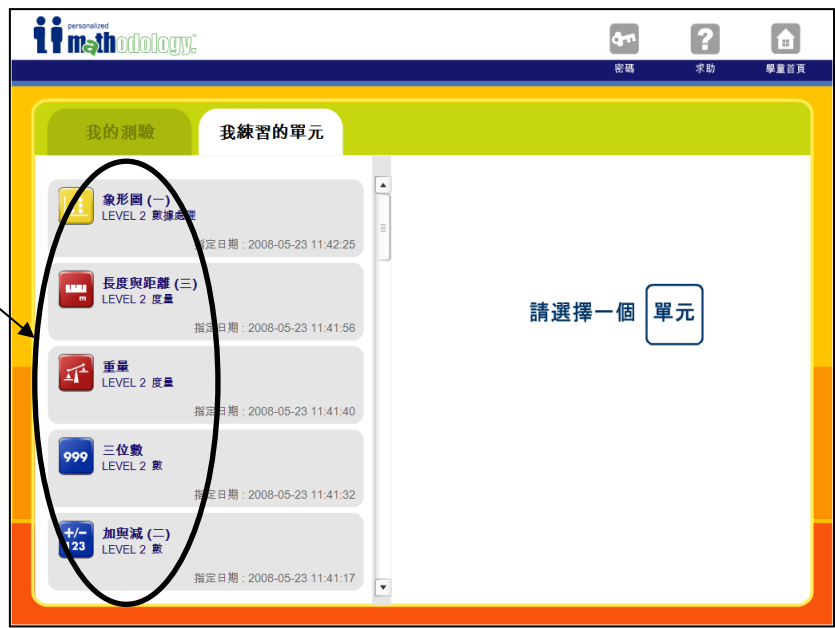 personalized
mathodology
密碼
求助
學童首頁
我的測驗
我練習的單元
象形圖 (一)
LEVEL 2 數據處理
指定日期 : 2008-05-23 11:42:25
m
長度與距離 (三)
LEVEL 2 度量
指定日期 : 2008-05-23 11:41:56
重量
LEVEL 2 度量
指定日期 : 2008-05-23 11:41:40
999
三位數
LEVEL 2 數
指定日期 : 2008-05-23 11:41:32
+/-
123
加與減 (二)
LEVEL 2 數
指定日期 : 2008-05-23 11:41:17
請選擇一個 單元